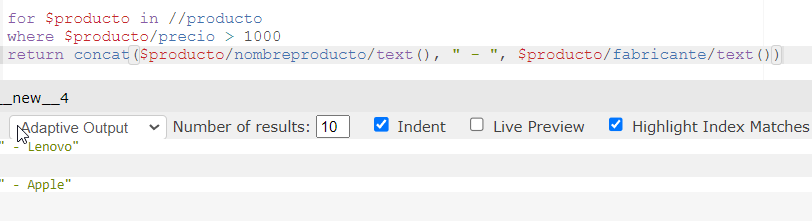 for $producto in //producto
where $producto/precio > 1000
return concat($producto/nombreproducto/text(), " - ", $producto/fabricante/text())
__new__4
Adaptive Output Number of results: 10 Indent Live Preview Highlight Index Matches
" - Lenovo"
" - Apple"